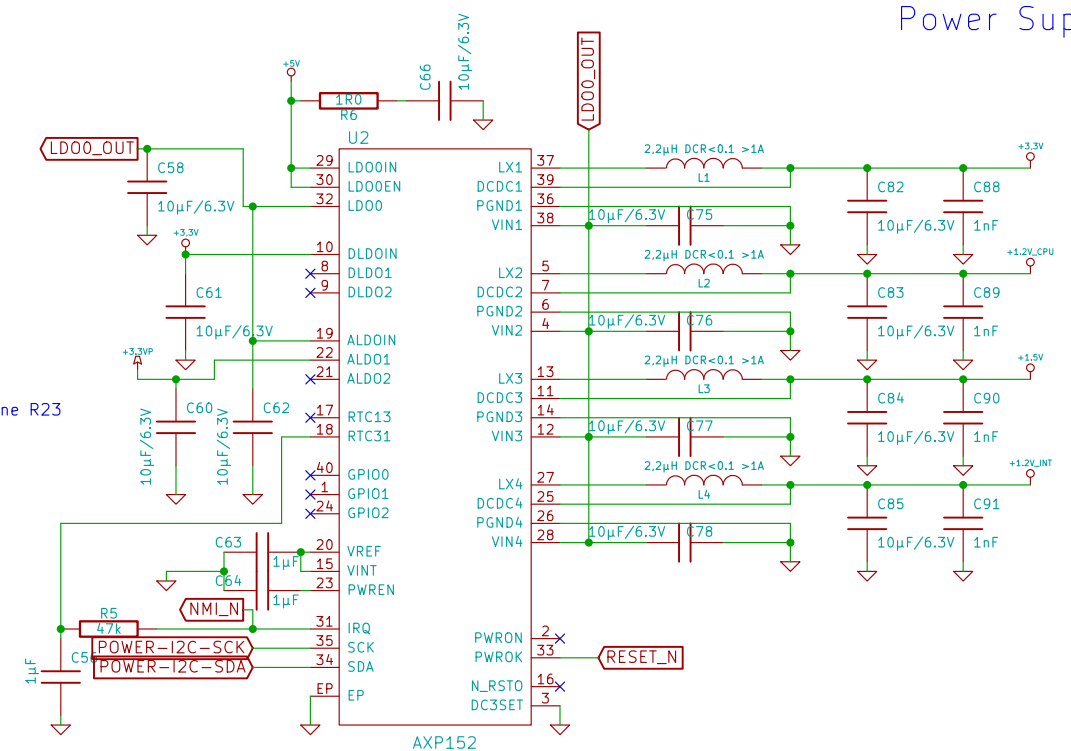 Power Sup
+5V
1R0
R6
C66
10µF/6.3V
LDO0_OUT
LDO0_OUT
C58
10µF/6.3V
U2
+3,3V
C61
10µF/6.3V
+3,3VP
ne R23
C60
10µF/6.3V
C62
10µF/6.3V
C63
1µF
C64
1µF
NMI_N
R5
47k
POWER-I2C-SCK
POWER-I2C-SDA
1µF
29 LDO0IN
30 LDO0EN
32 LDO0
10 DLDOIN
8 DLDO1
9 DLDO2
19 ALDOIN
22 ALDO1
21 ALDO2
17 RTC13
18 RTC31
40 GPIO0
1 GPIO1
24 GPIO2
20 VREF
15 VINT
23 PWREN
31 IRQ
35 SCK
34 SDA
EP EP
LX1 37
DCDC1 39
PGND1 36
VIN1 38
LX2 5
DCDC2 7
PGND2 6
VIN2 4
LX3 13
DCDC3 11
PGND3 14
VIN3 12
LX4 27
DCDC4 25
PGND4 26
VIN4 28
PWRON 2
PWROK 33
N_RSTO 16
DC3SET 3
AXP152
RESET_N
2,2µH DCR<0.1 >1A
L1
10µF/6.3V C75
2,2µH DCR<0.1 >1A
L2
10µF/6.3V C76
2,2µH DCR<0.1 >1A
L3
10µF/6.3V C77
2,2µH DCR<0.1 >1A
L4
10µF/6.3V C78
+3,3V
C82
10µF/6.3V
C88
1nF
+1.2V_CPU
C83
10µF/6.3V
C89
1nF
+1.5V
C84
10µF/6.3V
C90
1nF
+1.2V_INT
C85
10µF/6.3V
C91
1nF